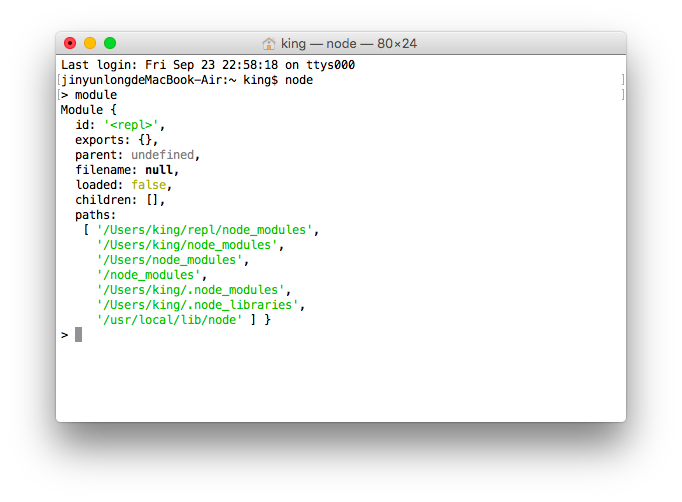 king — node — 80×24
Last login: Fri Sep 23 22:58:18 on ttys000
[jinyunlongdeMacBook-Air:~ king$ node ]
[> module ]
Module {
  id: '<repl>',
  exports: {},
  parent: undefined,
  filename: null,
  loaded: false,
  children: [],
  paths:
   [ '/Users/king/repl/node_modules',
     '/Users/king/node_modules',
     '/Users/node_modules',
     '/node_modules',
     '/Users/king/.node_modules',
     '/Users/king/.node_libraries',
     '/usr/local/lib/node' ] }
>